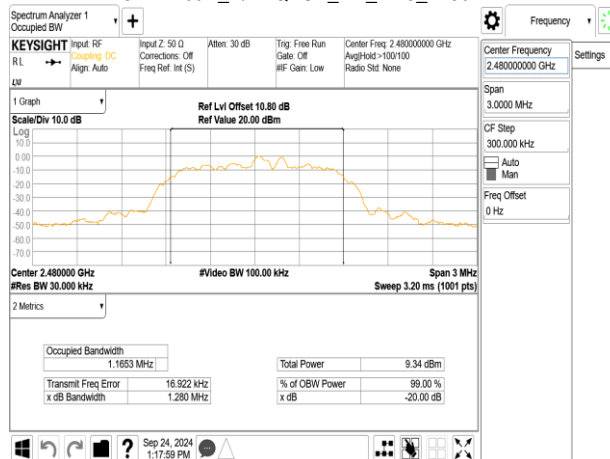 Spectrum Analyzer 1
Occupied BW
Frequency
KEYSIGHT
Input: RF
Input Z: 50 Ω
Atten: 30 dB
Trig: Free Run
Center Freq: 2.480000000 GHz
RL
Coupling: DC
Corrections: Off
Gate: Off
Avg|Hold:>100/100
Align: Auto
Freq Ref: Int (S)
#IF Gain: Low
Radio Std: None
LXI
Center Frequency
2.480000000 GHz
Settings
Span
3.0000 MHz
CF Step
300.000 kHz
Auto
Man
Freq Offset
0 Hz
1 Graph
Ref Lvl Offset 10.80 dB
Scale/Div 10.0 dB
Ref Value 20.00 dBm
Log
10.0
0.00
-10.0
-20.0
-30.0
-40.0
-50.0
-60.0
-70.0
Center 2.480000 GHz
#Video BW 100.00 kHz
Span 3 MHz
#Res BW 30.000 kHz
Sweep 3.20 ms (1001 pts)
2 Metrics
Occupied Bandwidth
1.1653 MHz
Total Power 9.34 dBm
Transmit Freq Error 16.922 kHz
% of OBW Power 99.00 %
x dB Bandwidth 1.280 MHz
x dB -20.00 dB
?
Sep 24, 2024
1:17:59 PM